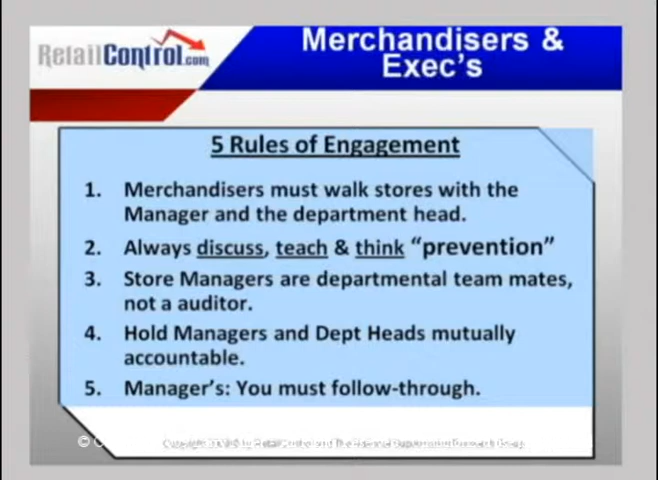 RetailControl.com
Merchandisers &
Exec's
5 Rules of Engagement
1. Merchandisers must walk stores with the
Manager and the department head.
2. Always discuss, teach & think “prevention”
3. Store Managers are departmental team mates,
not a auditor.
4. Hold Managers and Dept Heads mutually
accountable.
5. Manager's: You must follow-through.
©